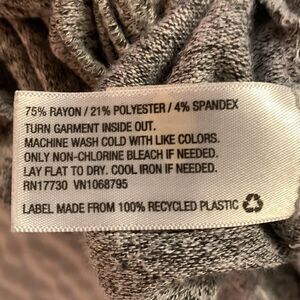 75% RAYON / 21% POLYESTER / 4% SPANDEX
TURN GARMENT INSIDE OUT.
MACHINE WASH COLD WITH LIKE COLORS.
ONLY NON-CHLORINE BLEACH IF NEEDED.
LAY FLAT TO DRY. COOL IRON IF NEEDED.
RN17730 VN1068795
LABEL MADE FROM 100% RECYCLED PLASTIC